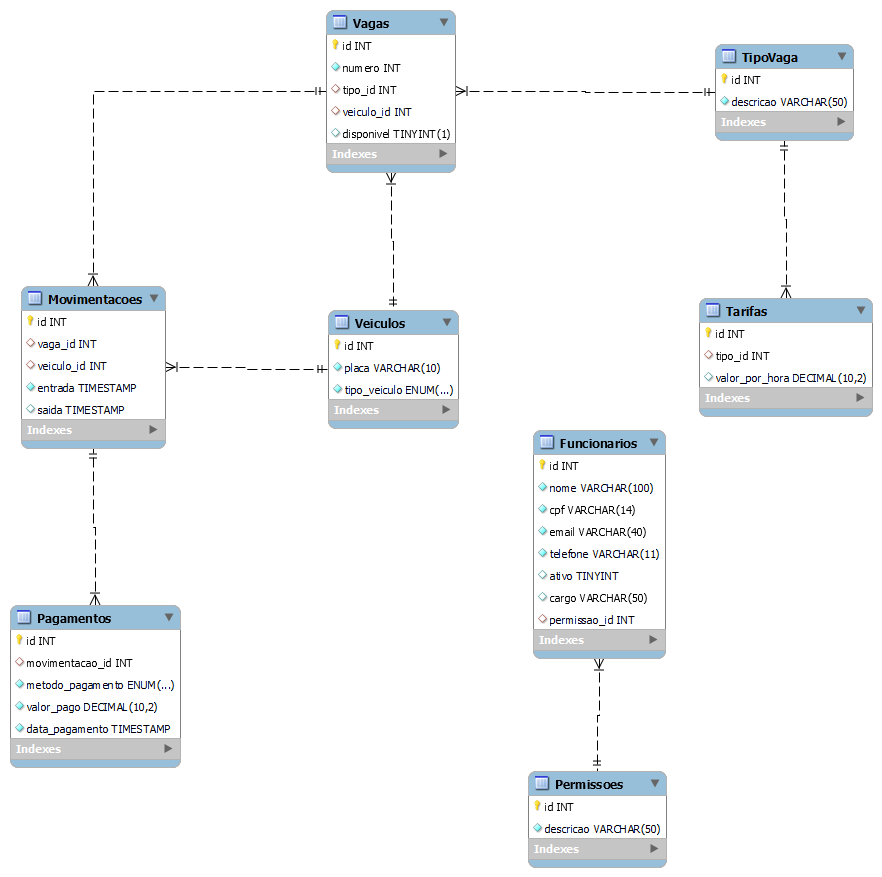 Vagas
id INT
numero INT
tipo_id INT
veiculo_id INT
disponivel TINYINT(1)
Indexes
TipoVaga
id INT
descricao VARCHAR(50)
Indexes
Movimentacoes
id INT
vaga_id INT
veiculo_id INT
entrada TIMESTAMP
saida TIMESTAMP
Indexes
Veiculos
id INT
placa VARCHAR(10)
tipo_veiculo ENUM(...)
Indexes
Tarifas
id INT
tipo_id INT
valor_por_hora DECIMAL(10,2)
Indexes
Funcionarios
id INT
nome VARCHAR(100)
cpf VARCHAR(14)
email VARCHAR(40)
telefone VARCHAR(11)
ativo TINYINT
cargo VARCHAR(50)
permissao_id INT
Indexes
Pagamentos
id INT
movimentacao_id INT
metodo_pagamento ENUM(...)
valor_pago DECIMAL(10,2)
data_pagamento TIMESTAMP
Indexes
Permissoes
id INT
descricao VARCHAR(50)
Indexes